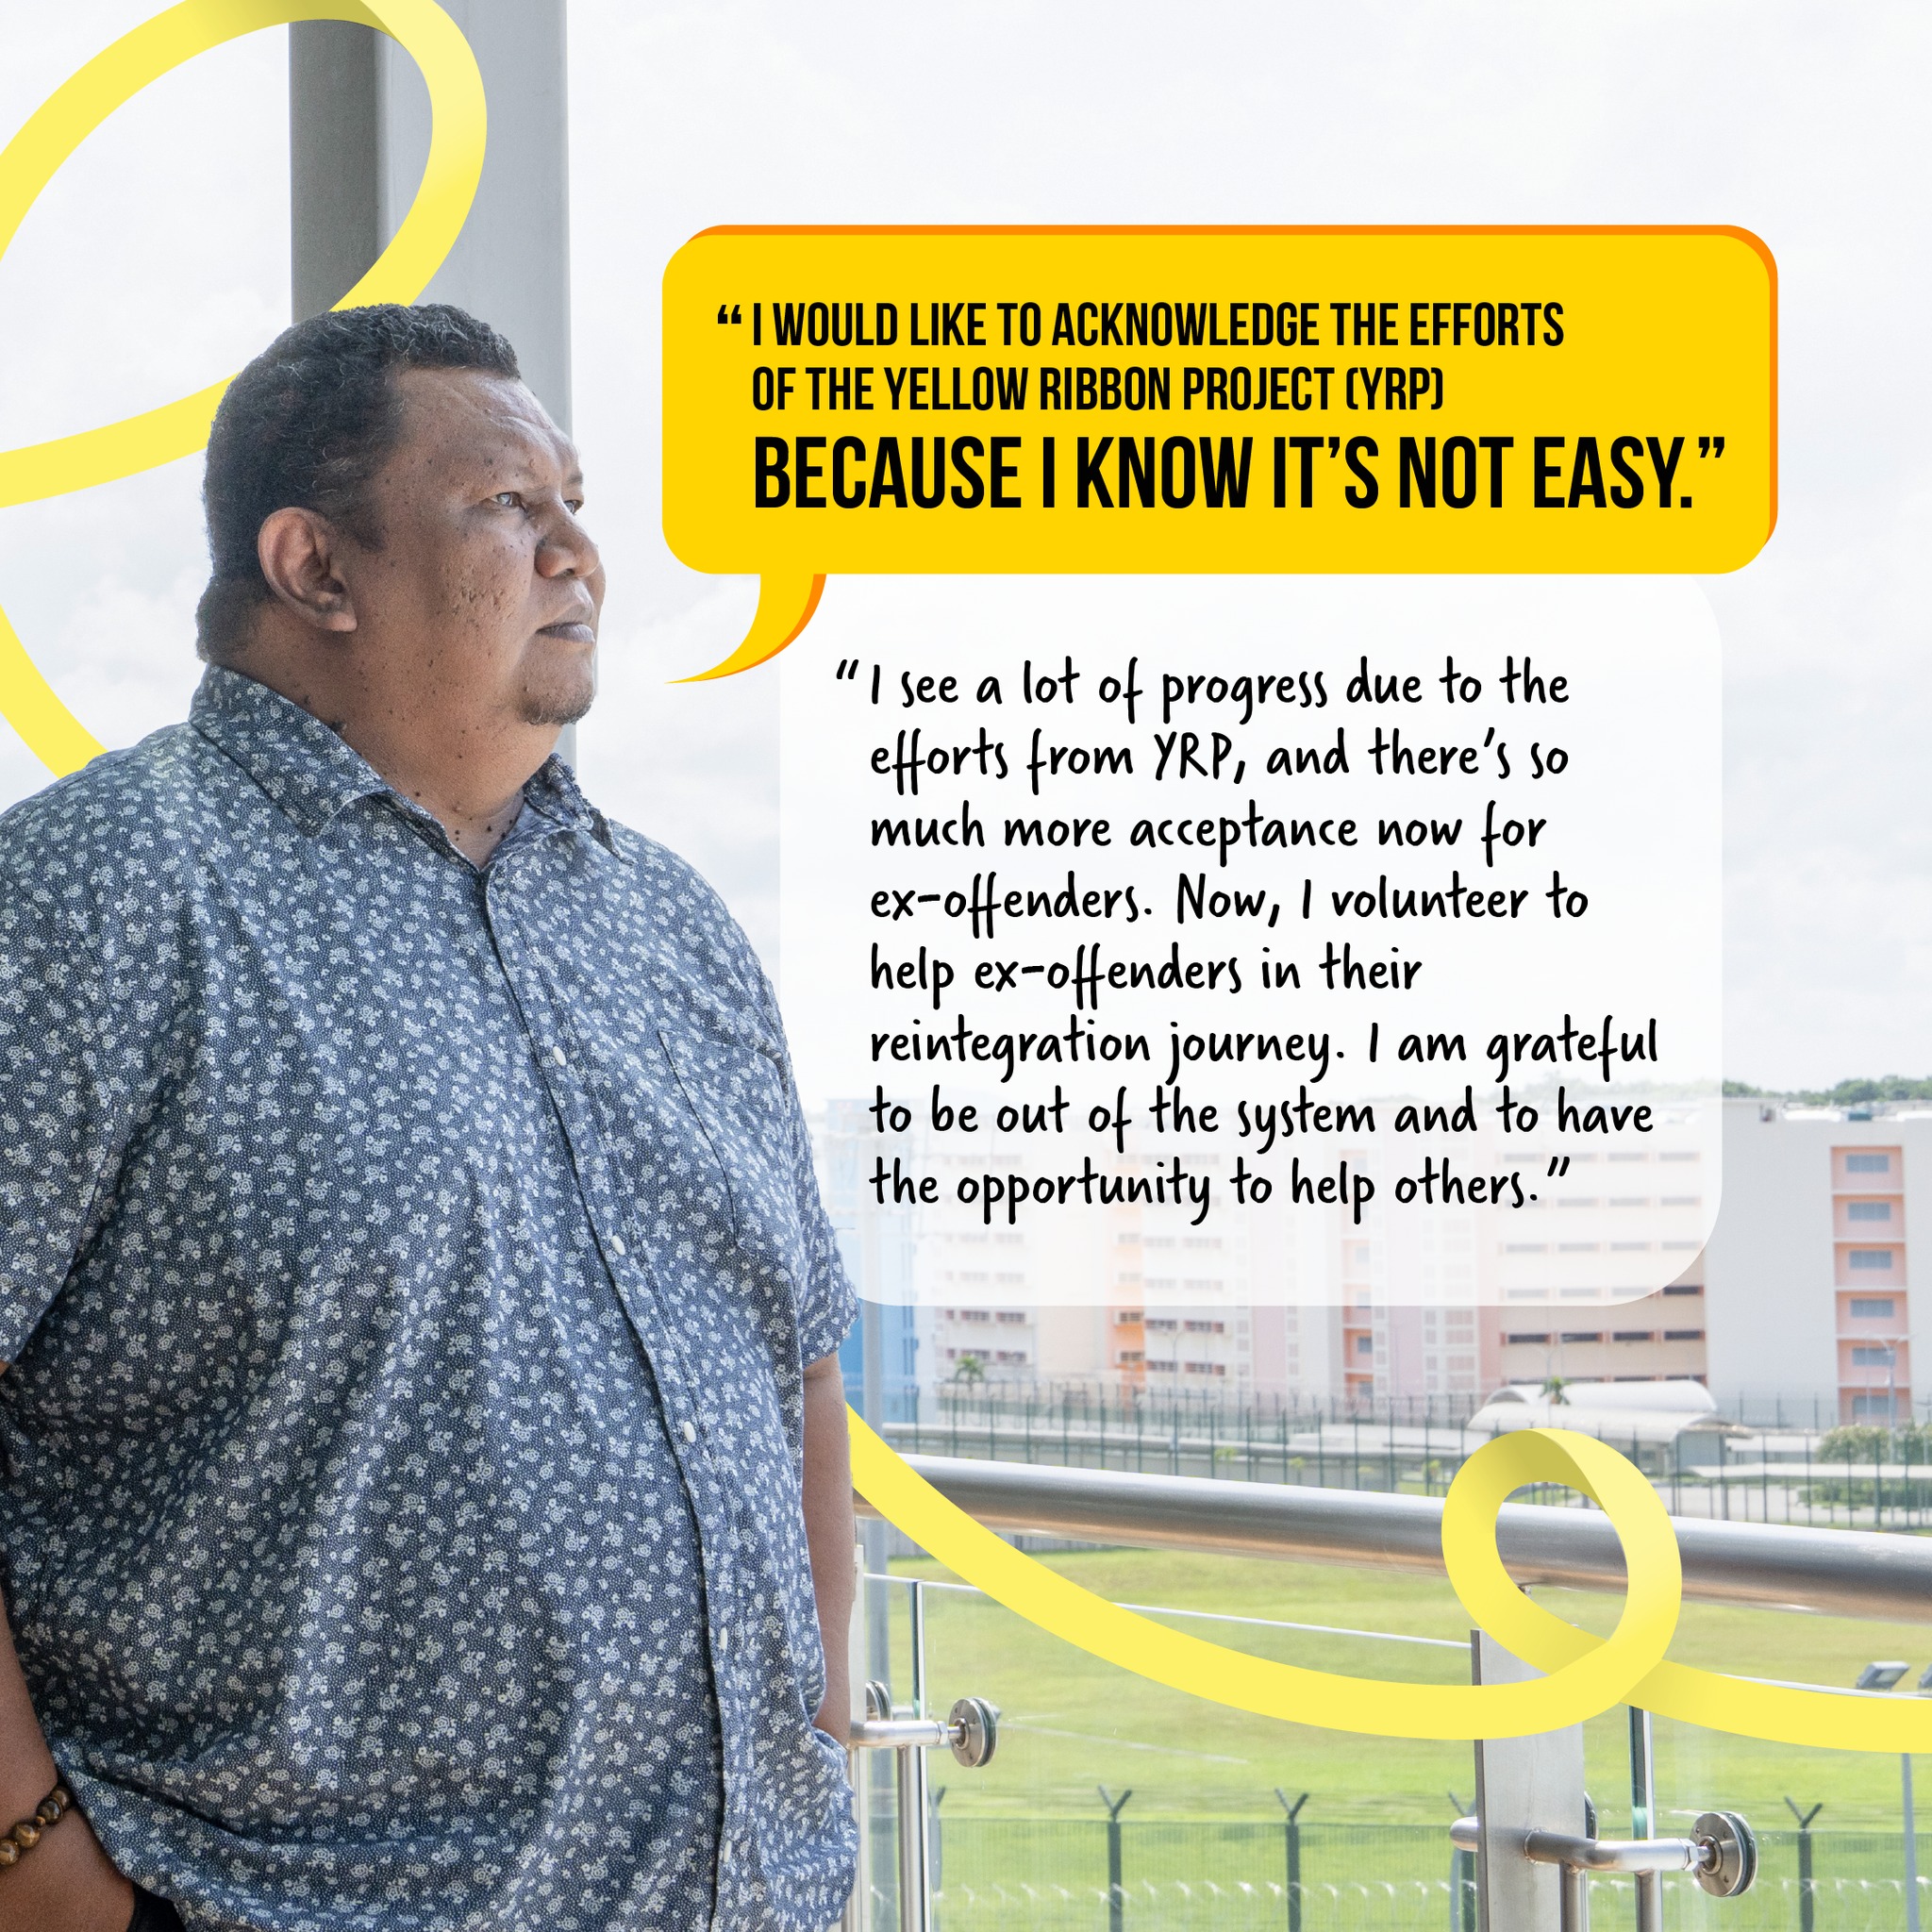 “I WOULD LIKE TO ACKNOWLEDGE THE EFFORTS
OF THE YELLOW RIBBON PROJECT (YRP)
BECAUSE I KNOW IT’S NOT EASY.”
“I see a lot of progress due to the
efforts from YRP, and there’s so
much more acceptance now for
ex-offenders. Now, I volunteer to
help ex-offenders in their
reintegration journey. I am grateful
to be out of the system and to have
the opportunity to help others.”